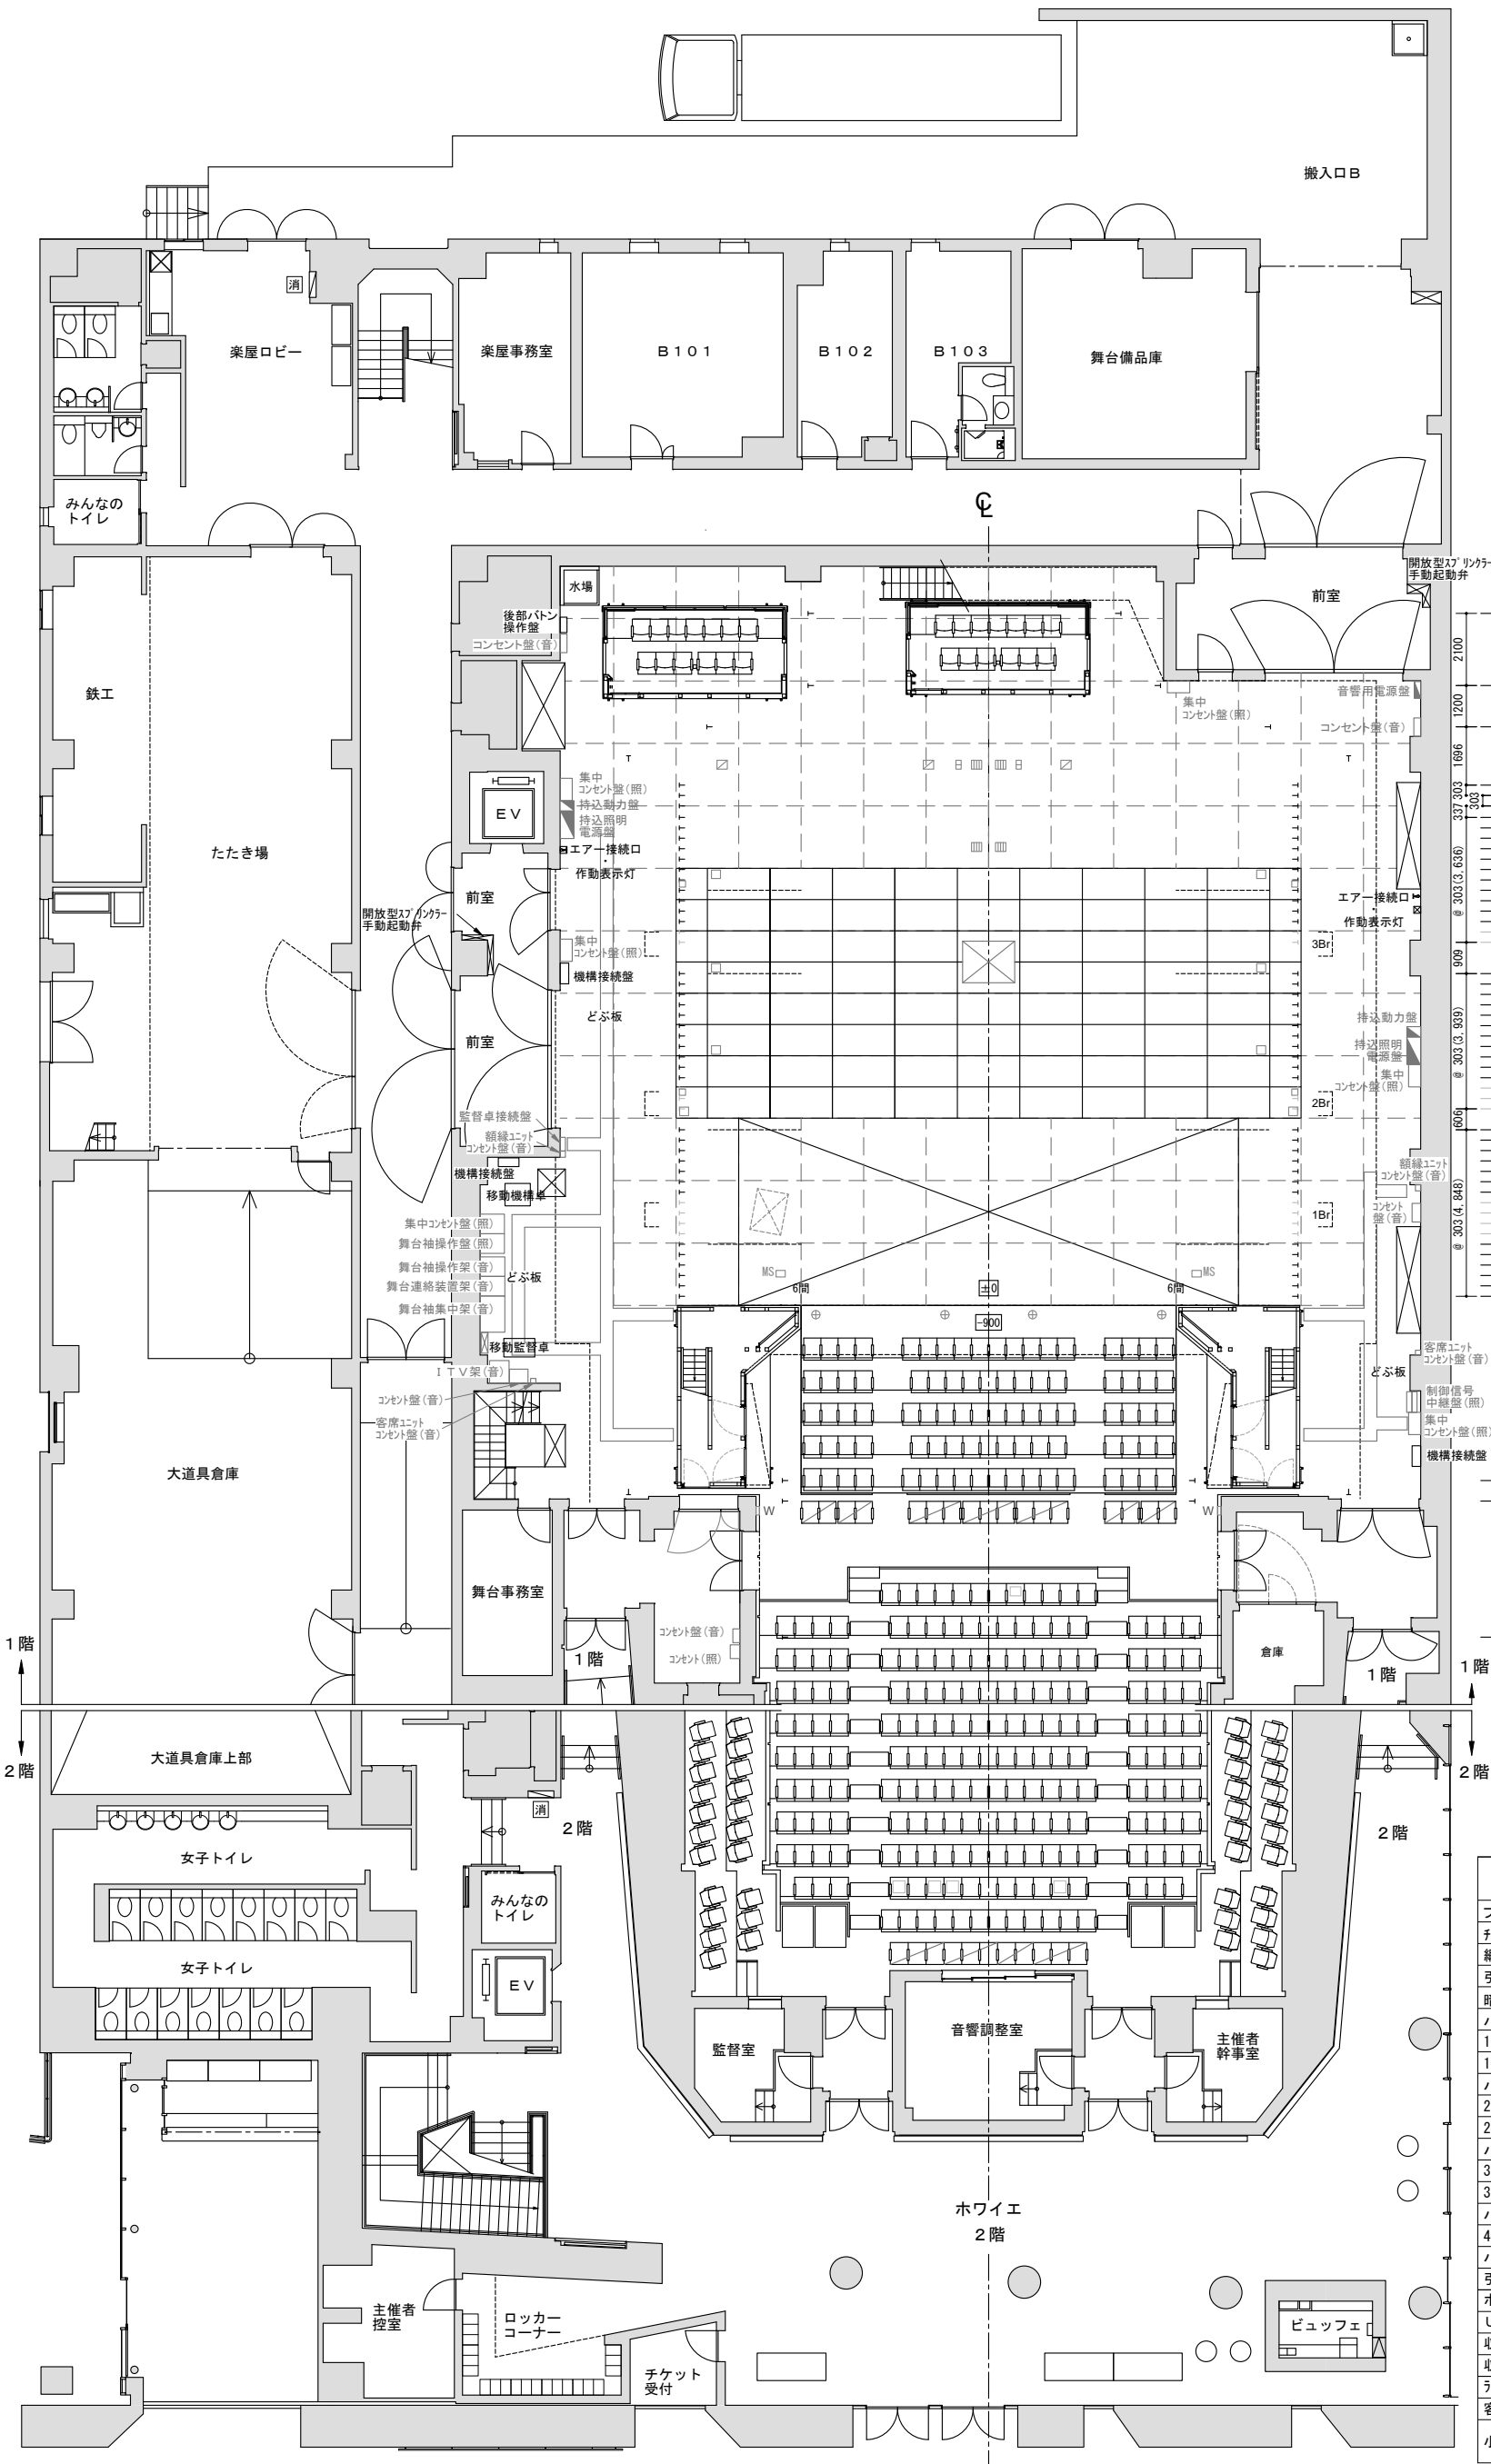 搬入口B
消
楽屋ロビー
楽屋事務室
B101
B102
B103
舞台備品庫
みんなの
トイレ
℄
開放型スプリンクラー
手動起動弁
前室
水場
後部バトン
操作盤
コンセント盤(音)
2100
鉄工
音響用電源盤
集中
コンセント盤(照)
1200
コンセント盤(音)
1696
集中
コンセント盤(照)
持込動力盤
持込照明
電源盤
EV
303
303
337
エアー接続口
・
作動表示灯
たたき場
前室
@303(3,636)
エアー接続口
作動表示灯
開放型スプリンクラー
手動起動弁
集中
コンセント盤(照)
機構接続盤
3Br
909
どぶ板
前室
持込動力盤
持込照明
電源盤
集中
コンセント盤(照)
@303(3,939)
2Br
606
監督卓接続盤
額縁ユニット
コンセント盤(音)
機構接続盤
移動機構卓
額縁ユニット
コンセント盤(音)
コンセント
盤(音)
@303(4,848)
1Br
集中コンセント盤(照)
舞台袖操作盤(照)
舞台袖操作架(音)
舞台連絡装置架(音)
舞台袖集中架(音)
どぶ板
MS
MS
6間
±0
6間
-900
移動監督卓
ITV架(音)
コンセント盤(音)
客席ユニット
コンセント盤(音)
客席ユニット
コンセント盤(音)
どぶ板
制御信号
中継盤(照)
集中
コンセント盤(照)
機構接続盤
大道具倉庫
W
W
舞台事務室
コンセント盤(音)
コンセント(照)
倉庫
1階
1階
1階
1階
2階
2階
大道具倉庫上部
消
2階
2階
女子トイレ
みんなの
トイレ
女子トイレ
EV
監督室
音響調整室
主催者
幹事室
ホワイエ
2階
主催者
控室
ロッカー
コーナー
チケット
受付
ビュッフェ